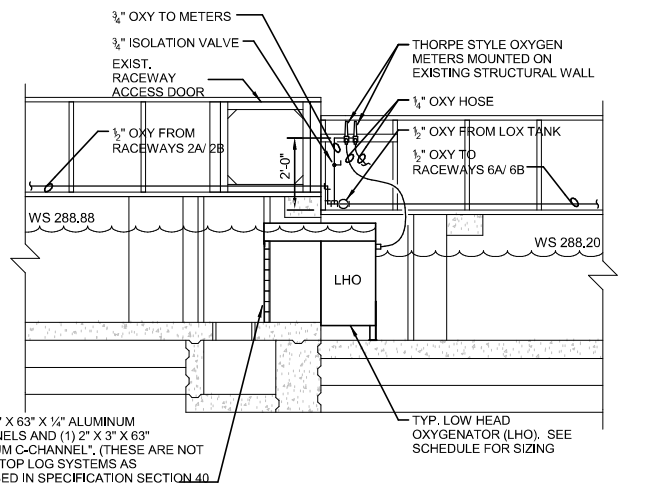 ¾" OXY TO METERS
¾" ISOLATION VALVE
EXIST.
RACEWAY
ACCESS DOOR
THORPE STYLE OXYGEN
METERS MOUNTED ON
EXISTING STRUCTURAL WALL
¼" OXY HOSE
½" OXY FROM
RACEWAYS 2A/ 2B
½" OXY FROM LOX TANK
½" OXY TO
RACEWAYS 6A/ 6B
2'-0"
WS 288.88
WS 288.20
LHO
" X 63" X ¼" ALUMINUM
NELS AND (1) 2" X 3" X 63"
UM C-CHANNEL". (THESE ARE NOT
TOP LOG SYSTEMS AS
ED IN SPECIFICATION SECTION 40
TYP. LOW HEAD
OXYGENATOR (LHO). SEE
SCHEDULE FOR SIZING